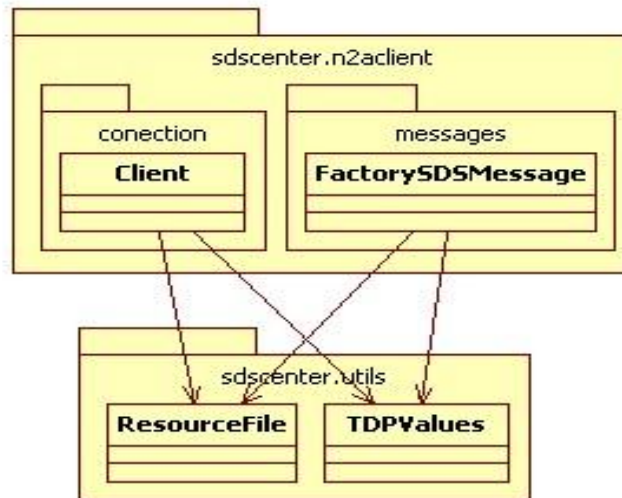 sdscenter.n2aclient
conection
messages
Client
FactorySDSMessage
sdscenter.utils
ResourceFile
TDPValues